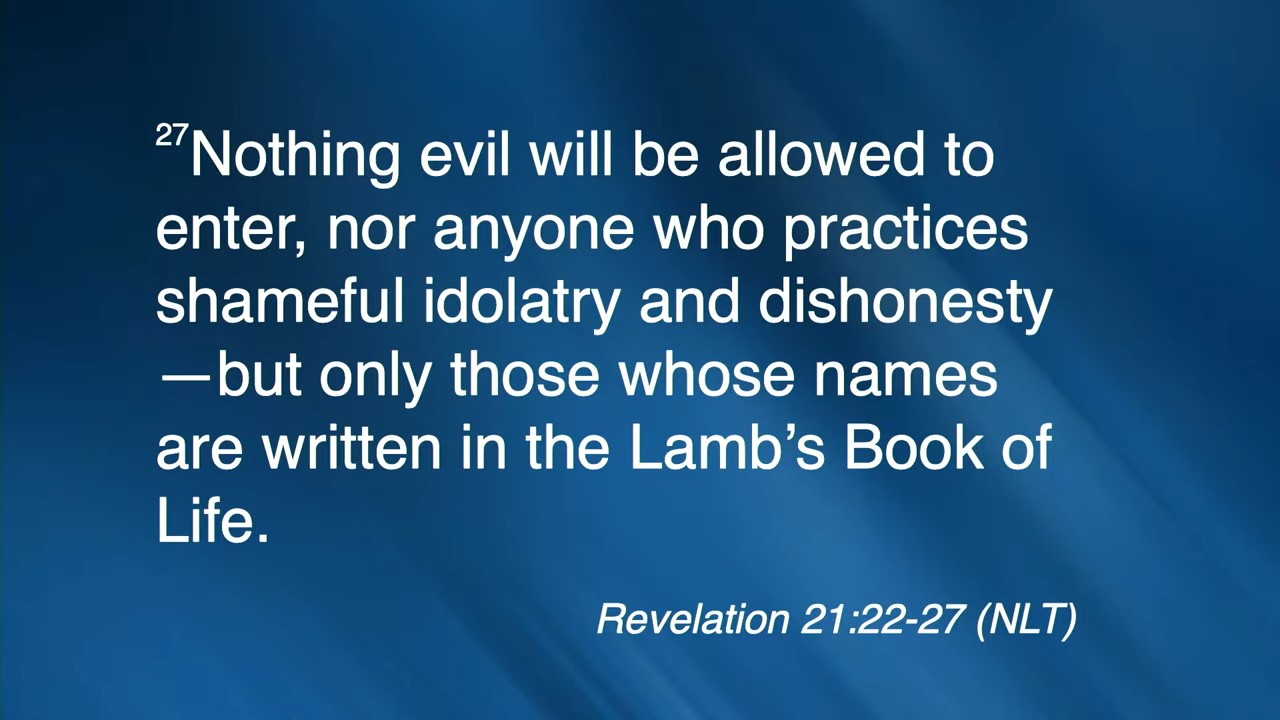 27Nothing evil will be allowed to
enter, nor anyone who practices
shameful idolatry and dishonesty
—but only those whose names
are written in the Lamb’s Book of
Life.
Revelation 21:22-27 (NLT)